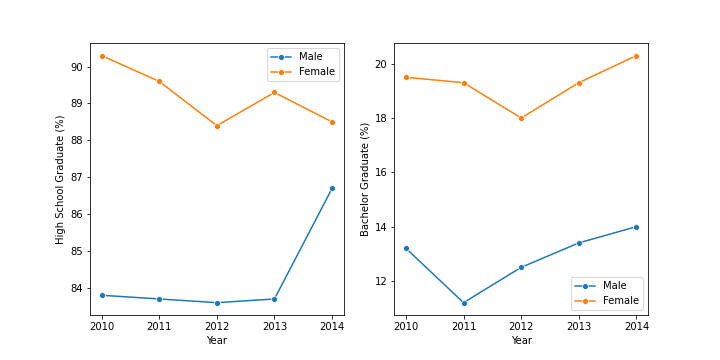 High School Graduate (%)
90
89
88
87
86
85
84
2010 2011 2012 2013 2014
Year
Male
Female
Bachelor Graduate (%)
20
18
16
14
12
2010 2011 2012 2013 2014
Year
Male
Female